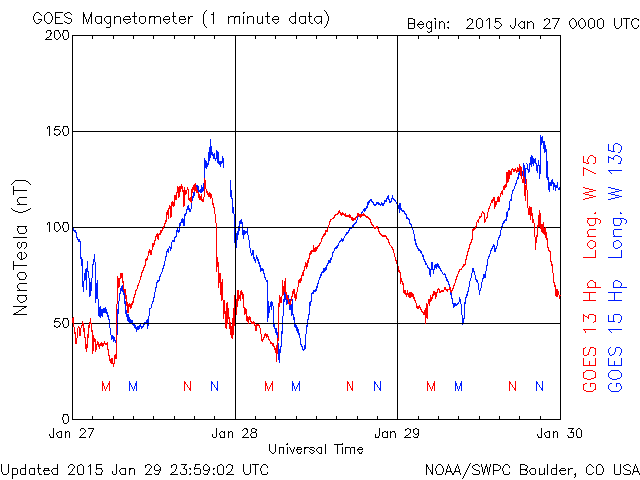 GOES Magnetometer (1 minute data)
Begin: 2015 Jan 27 0000 UTC
200
150
100
50
0
NanoTesla (nT)
M M N N M M N N M M N N
Jan 27 Jan 28 Jan 29 Jan 30
Universal Time
GOES 13 Hp Long. W 75
GOES 15 Hp Long. W 135
Updated 2015 Jan 29 23:59:02 UTC
NOAA/SWPC Boulder, CO USA